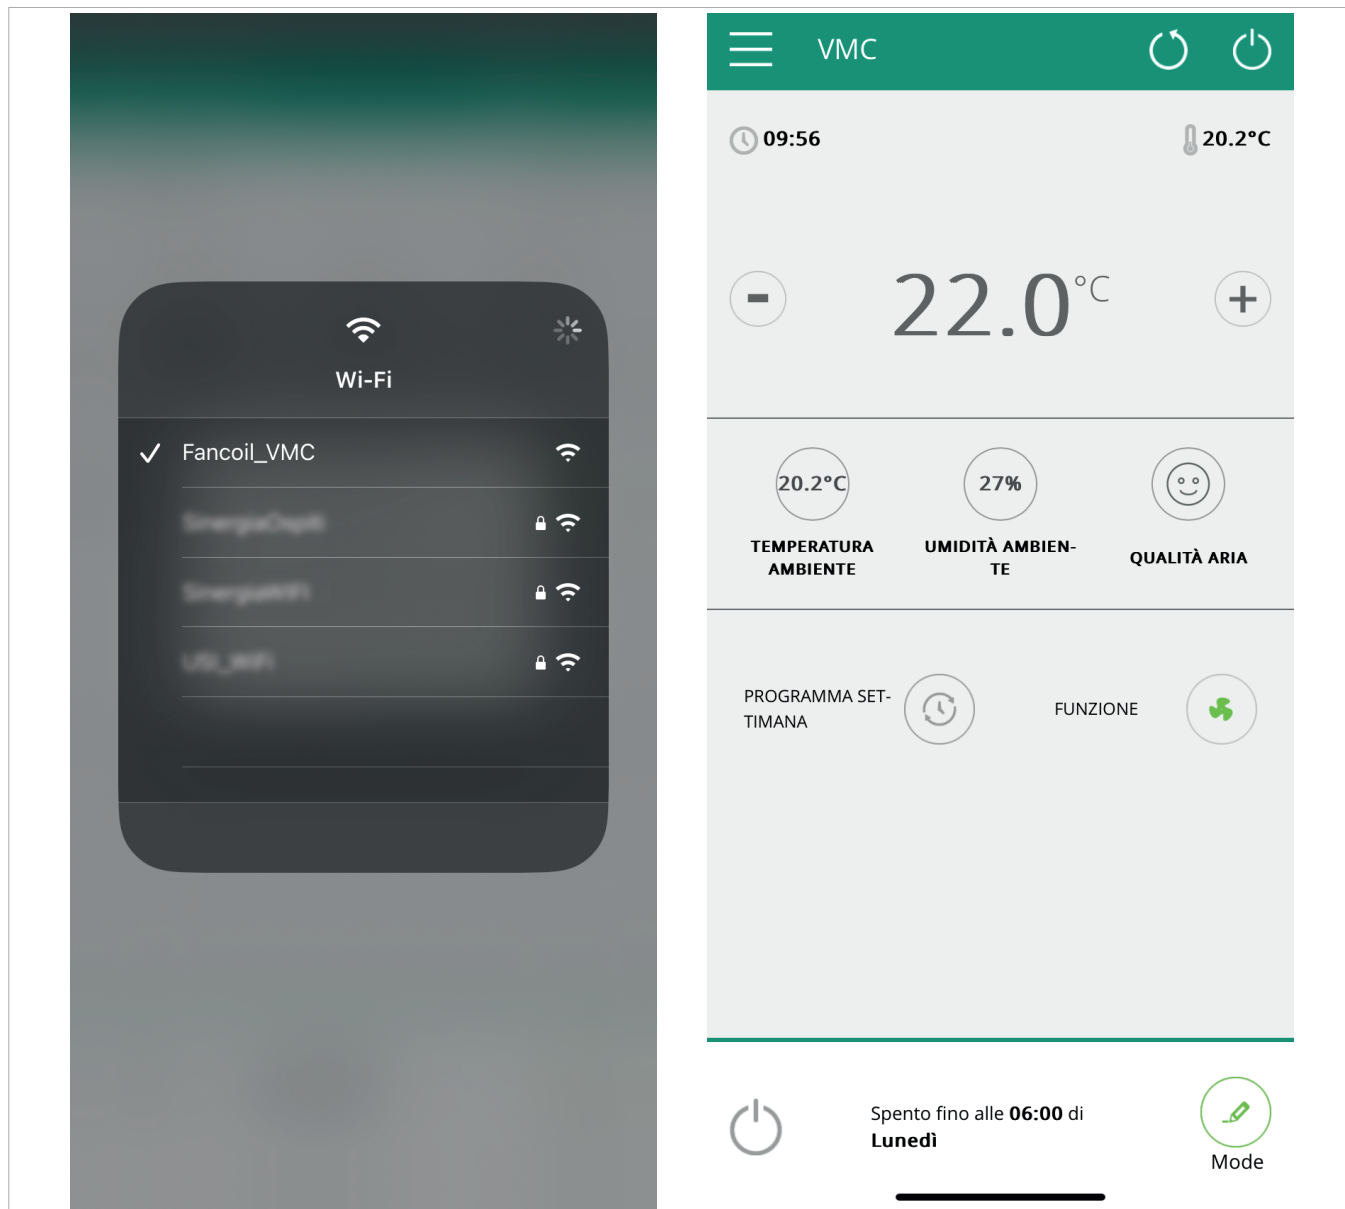 Wi-Fi
Fancoil_VMC
VMC
09:56
20.2°C
- 22.0°C +
20.2°C
27%
TEMPERATURA
AMBIENTE
UMIDITÀ AMBIEN-
TE
QUALITÀ ARIA
PROGRAMMA SET-
TIMANA
FUNZIONE
Spento fino alle 06:00 di
Lunedì
Mode